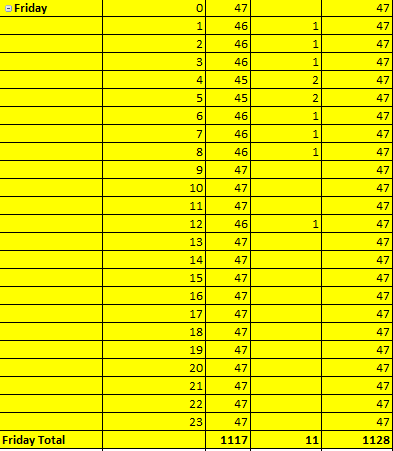 Friday 0 47 47
1 46 1 47
2 46 1 47
3 46 1 47
4 45 2 47
5 45 2 47
6 46 1 47
7 46 1 47
8 46 1 47
9 47 47
10 47 47
11 47 47
12 46 1 47
13 47 47
14 47 47
15 47 47
16 47 47
17 47 47
18 47 47
19 47 47
20 47 47
21 47 47
22 47 47
23 47 47
Friday Total 1117 11 1128